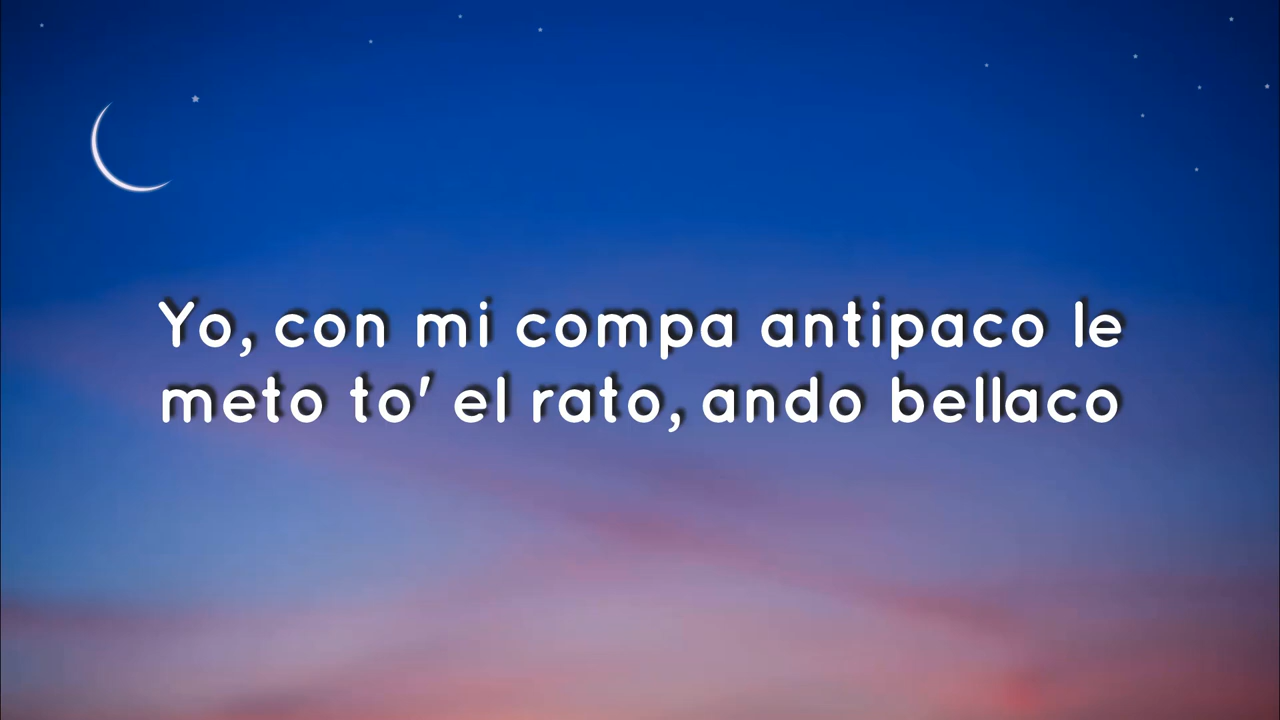 Yo, con mi compa antipaco le
meto to' el rato, ando bellaco